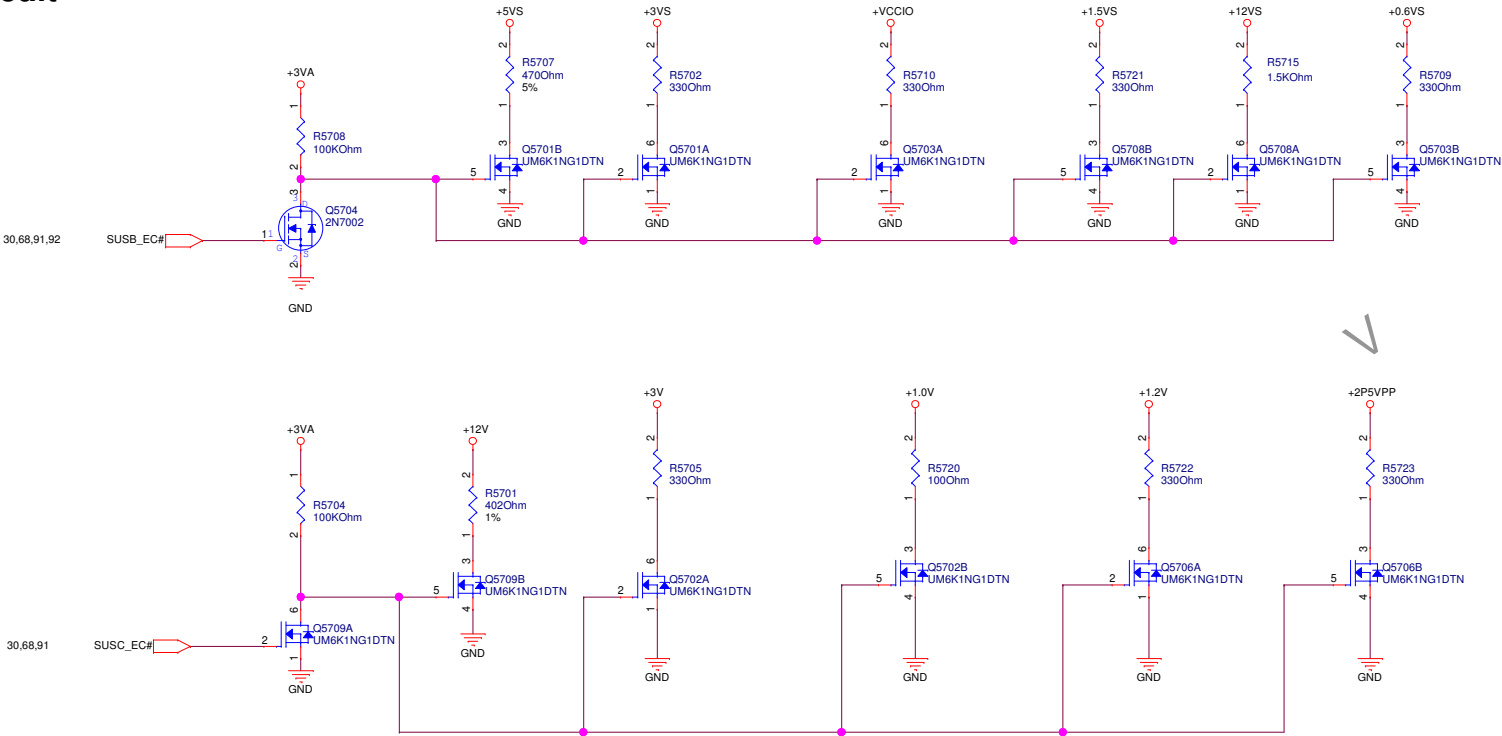 +5VS
+3VS
+VCCIO
+1.5VS
+12VS
+0.6VS
2
2
2
2
2
2
R5707
470Ohm
5%
R5702
330Ohm
R5710
330Ohm
R5721
330Ohm
R5715
1.5KOhm
R5709
330Ohm
+3VA
1
1
1
1
1
1
1
R5708
100KOhm
2
3
6
6
3
6
3
Q5701B
UM6K1NG1DTN
Q5701A
UM6K1NG1DTN
Q5703A
UM6K1NG1DTN
Q5708B
UM6K1NG1DTN
Q5708A
UM6K1NG1DTN
Q5703B
UM6K1NG1DTN
5
2
2
5
2
5
4
1
1
4
1
4
GND
GND
GND
GND
GND
GND
3
3
D
Q5704
2N7002
30,68,91,92
SUSB_EC#
1
1
G
S
2
2
GND
V
+3V
+1.0V
+1.2V
+2P5VPP
+3VA
+12V
2
2
2
2
R5705
330Ohm
R5720
100Ohm
R5722
330Ohm
R5723
330Ohm
1
2
1
1
1
1
R5704
100KOhm
R5701
402Ohm
1%
2
1
3
6
3
6
3
Q5709B
UM6K1NG1DTN
Q5702A
UM6K1NG1DTN
Q5702B
UM6K1NG1DTN
Q5706A
UM6K1NG1DTN
Q5706B
UM6K1NG1DTN
5
2
5
2
5
4
1
4
1
4
6
Q5709A
UM6K1NG1DTN
30,68,91
SUSC_EC#
2
1
GND
GND
GND
GND
GND
GND